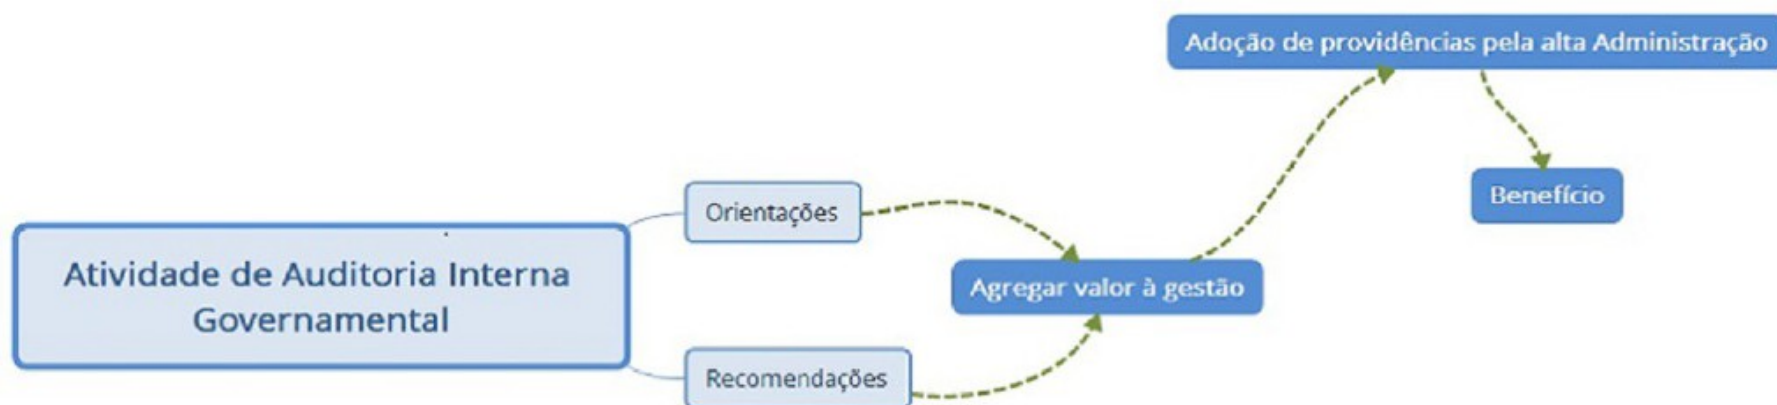 Adoção de providências pela alta Administração
Benefício
Orientações
Atividade de Auditoria Interna
Governamental
Agregar valor à gestão
Recomendações